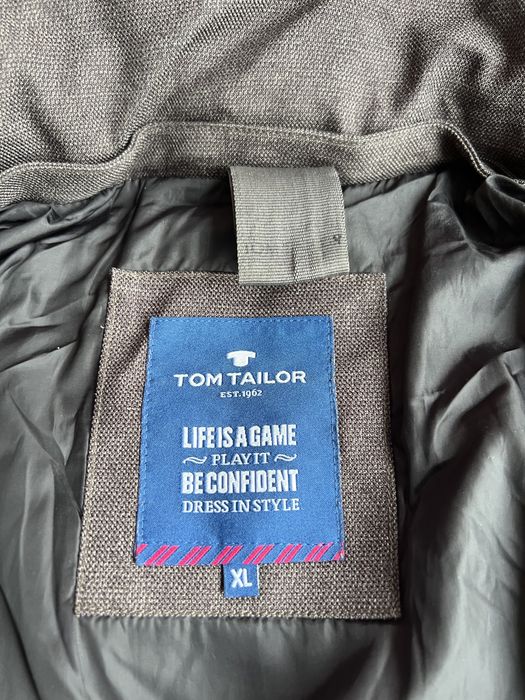 TOM TAILOR
EST.1962
LIFE IS A GAME
~ PLAY IT ~
BE CONFIDENT
DRESS IN STYLE
XL